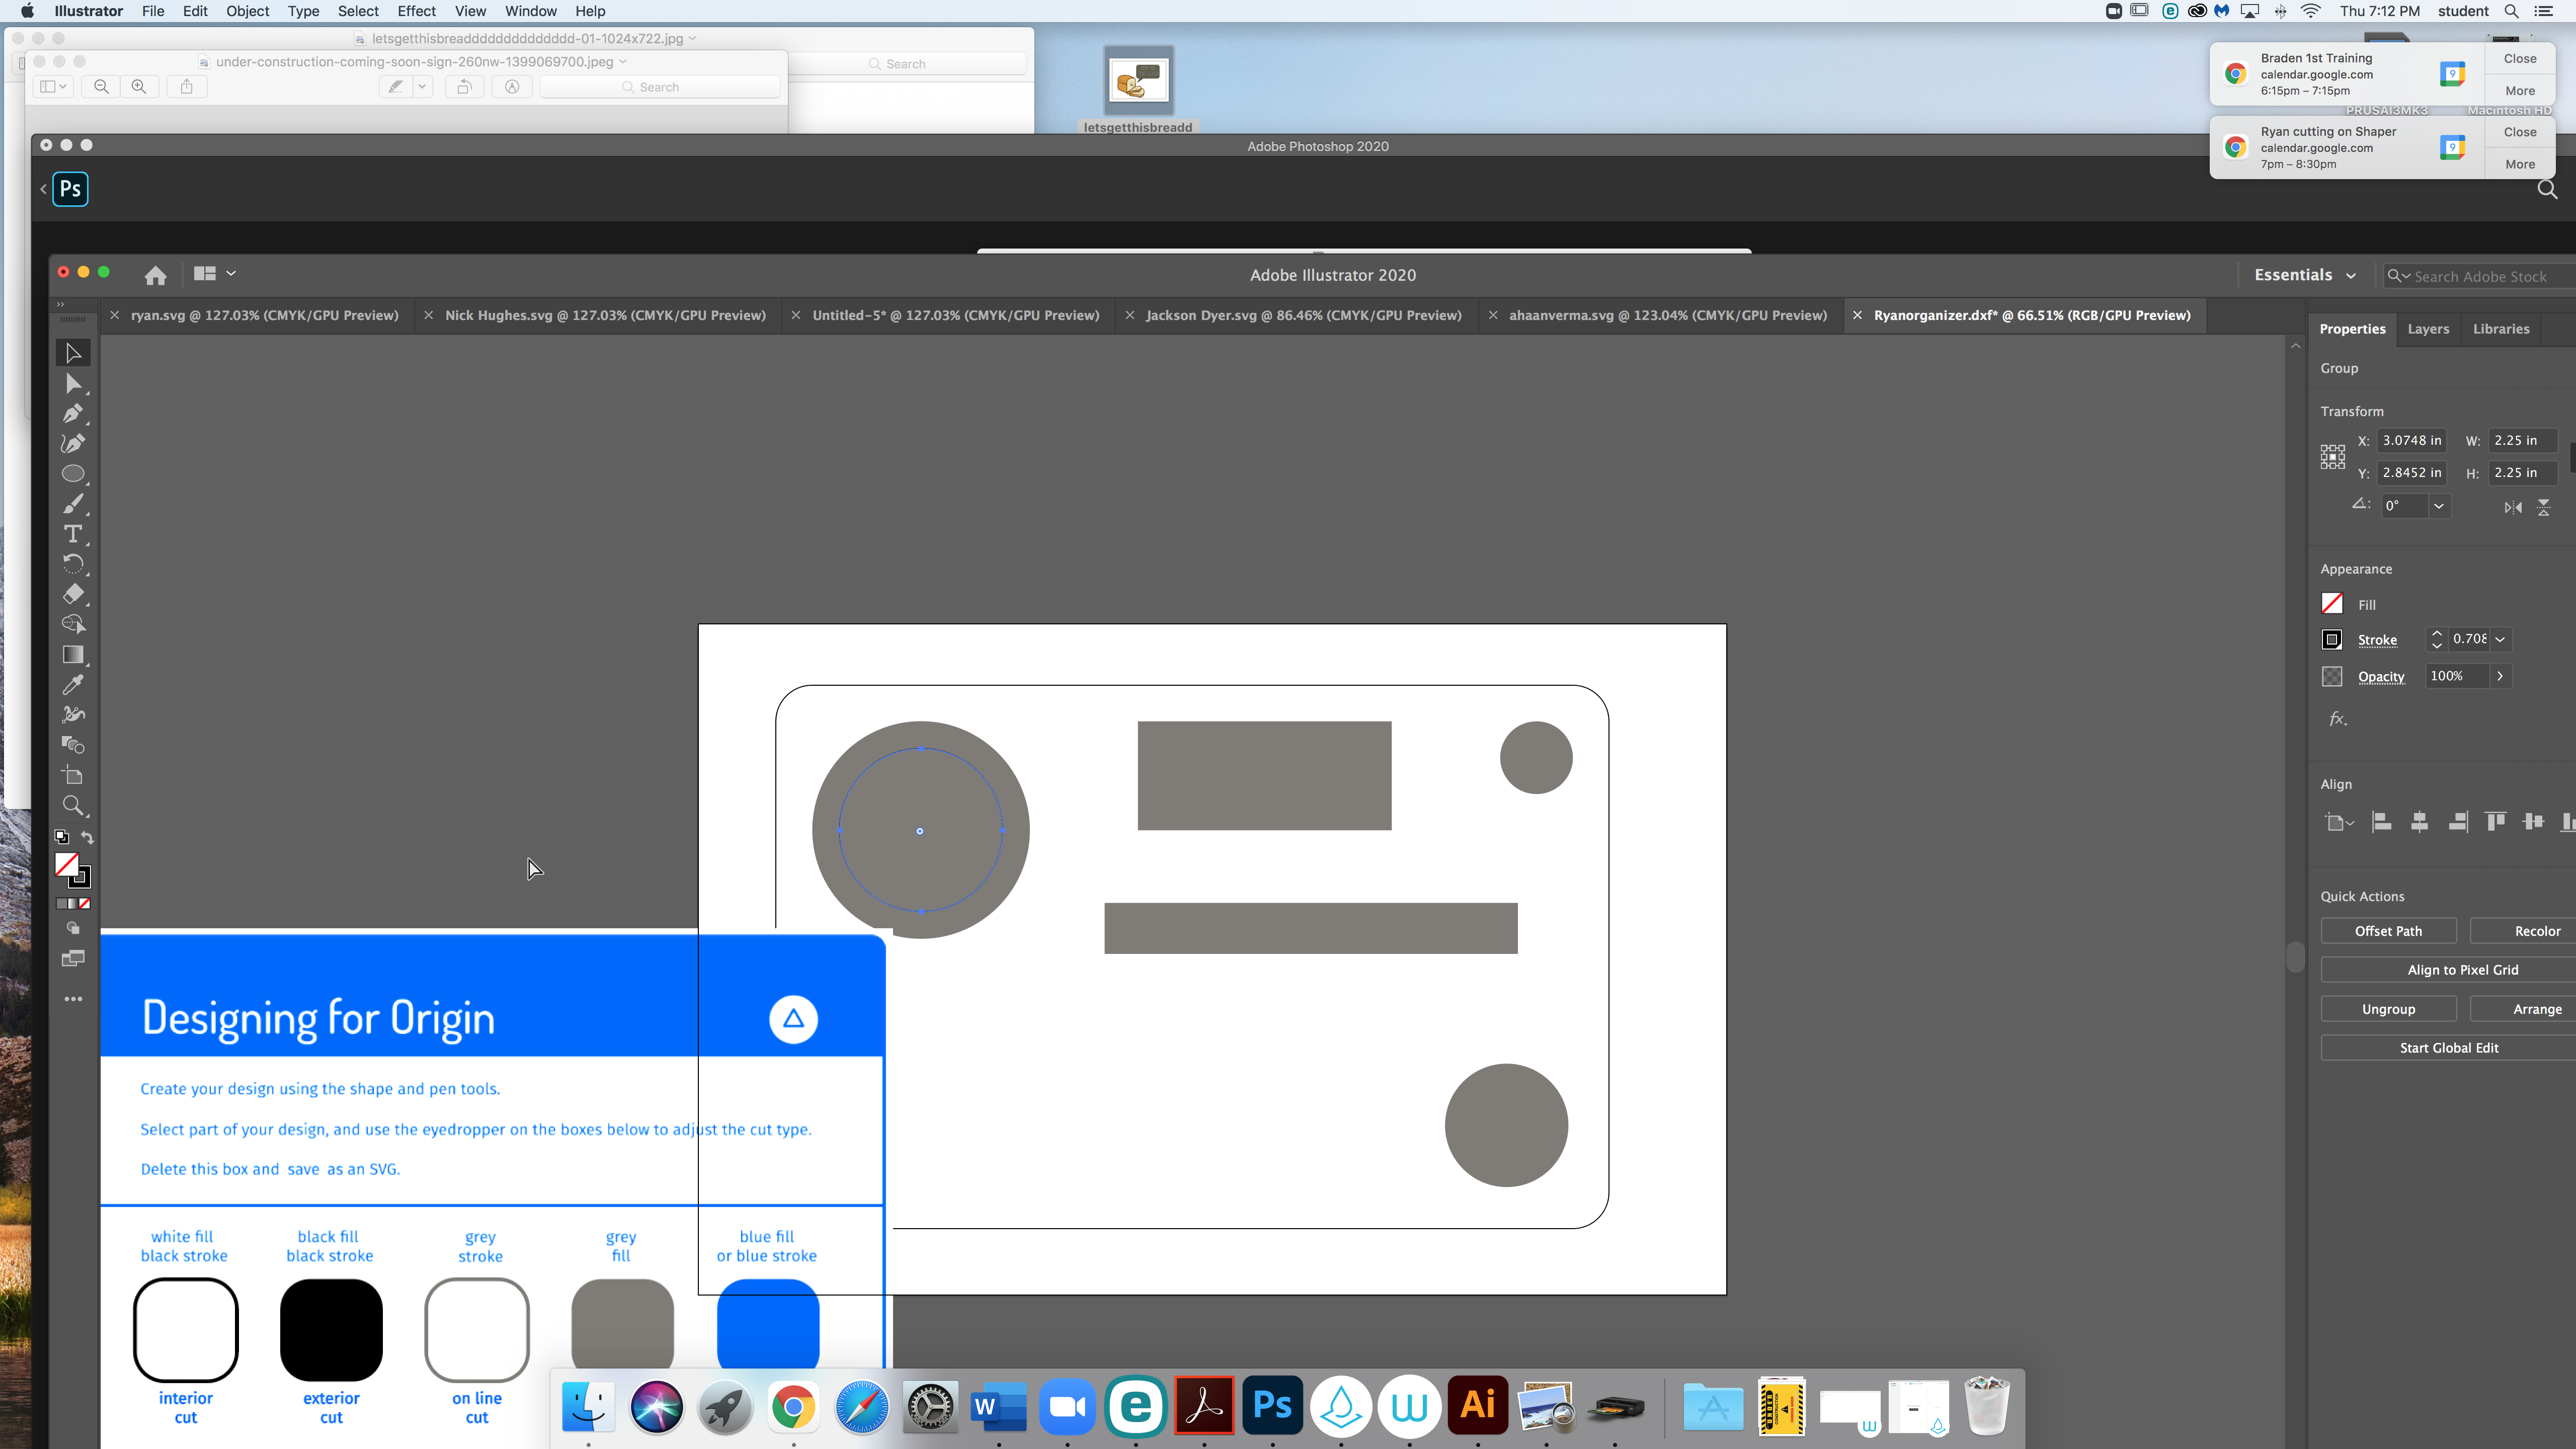 Illustrator File Edit Object Type Select Effect View Window Help
Thu 7:12 PM student
letsgetthisbreadddddddddddddd-01-1024x722.jpg
Search
under-construction-coming-soon-sign-260nw-1399069700.jpeg
Search
letsgetthisbreadd
Braden 1st Training
calendar.google.com
6:15pm – 7:15pm
Close
More
PRUSAI3MK3
Macintosh HD
Ryan cutting on Shaper
calendar.google.com
7pm – 8:30pm
Close
More
Adobe Photoshop 2020
Ps
Adobe Illustrator 2020
Essentials
Search Adobe Stock
ryan.svg @ 127.03% (CMYK/GPU Preview)
Nick Hughes.svg @ 127.03% (CMYK/GPU Preview)
Untitled-5* @ 127.03% (CMYK/GPU Preview)
Jackson Dyer.svg @ 86.46% (CMYK/GPU Preview)
ahaanverma.svg @ 123.04% (CMYK/GPU Preview)
Ryanorganizer.dxf* @ 66.51% (RGB/GPU Preview)
Properties Layers Libraries
Group
Transform
X: 3.0748 in W: 2.25 in
Y: 2.8452 in H: 2.25 in
0°
Appearance
Fill
Stroke 0.708
Opacity 100%
fx.
Align
Quick Actions
Offset Path Recolor
Align to Pixel Grid
Ungroup Arrange
Start Global Edit
Designing for Origin
Create your design using the shape and pen tools.
Select part of your design, and use the eyedropper on the boxes below to adjust the cut type.
Delete this box and save as an SVG.
white fill
black stroke
black fill
black stroke
grey
stroke
grey
fill
blue fill
or blue stroke
interior
cut
exterior
cut
on line
cut
W
e
Ps
Ai